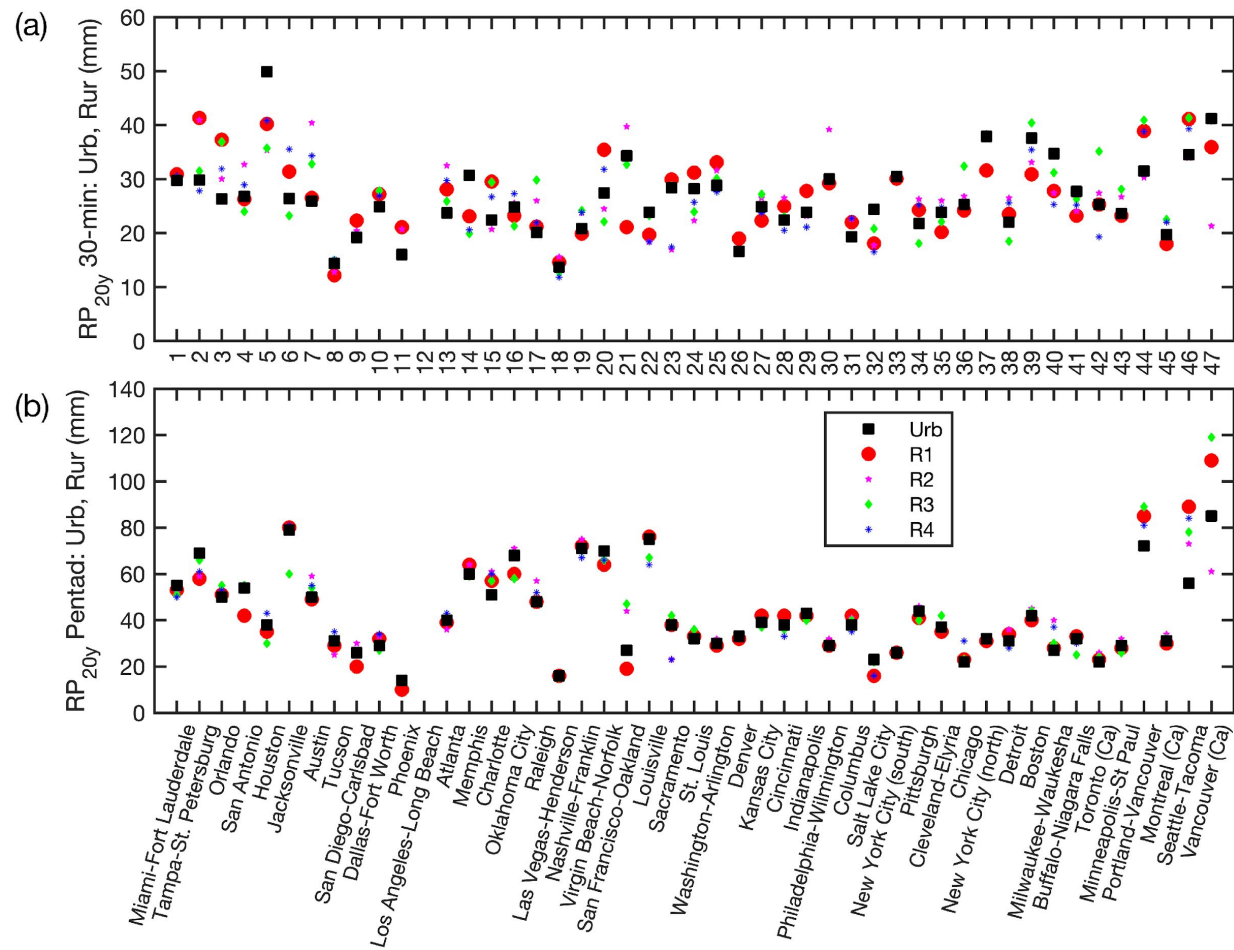 (a)
RP20y 30-min: Urb, Rur (mm)
60
50
40
30
20
10
0
1 2 3 4 5 6 7 8 9 10 11 12 13 14 15 16 17 18 19 20 21 22 23 24 25 26 27 28 29 30 31 32 33 34 35 36 37 38 39 40 41 42 43 44 45 46 47
(b)
RP20y Pentad: Urb, Rur (mm)
140
120
100
80
60
40
20
0
Urb
R1
R2
R3
R4
Miami-Fort Lauderdale
Tampa-St. Petersburg
Orlando
San Antonio
Houston
Jacksonville
Austin
Tucson
San Diego-Carlsbad
Dallas-Fort Worth
Phoenix
Los Angeles-Long Beach
Atlanta
Memphis
Charlotte
Oklahoma City
Raleigh
Las Vegas-Henderson
Nashville-Franklin
Virgin Beach-Norfolk
San Francisco-Oakland
Louisville
Sacramento
St. Louis
Washington-Arlington
Denver
Kansas City
Cincinnati
Indianapolis
Philadelphia-Wilmington
Columbus
Salt Lake City
New York City (south)
Pittsburgh
Cleveland-Elyria
Chicago
New York City (north)
Detroit
Boston
Milwaukee-Waukesha
Buffalo-Niagara Falls
Toronto (Ca)
Minneapolis-St Paul
Portland-Vancouver
Montreal (Ca)
Seattle-Tacoma
Vancouver (Ca)